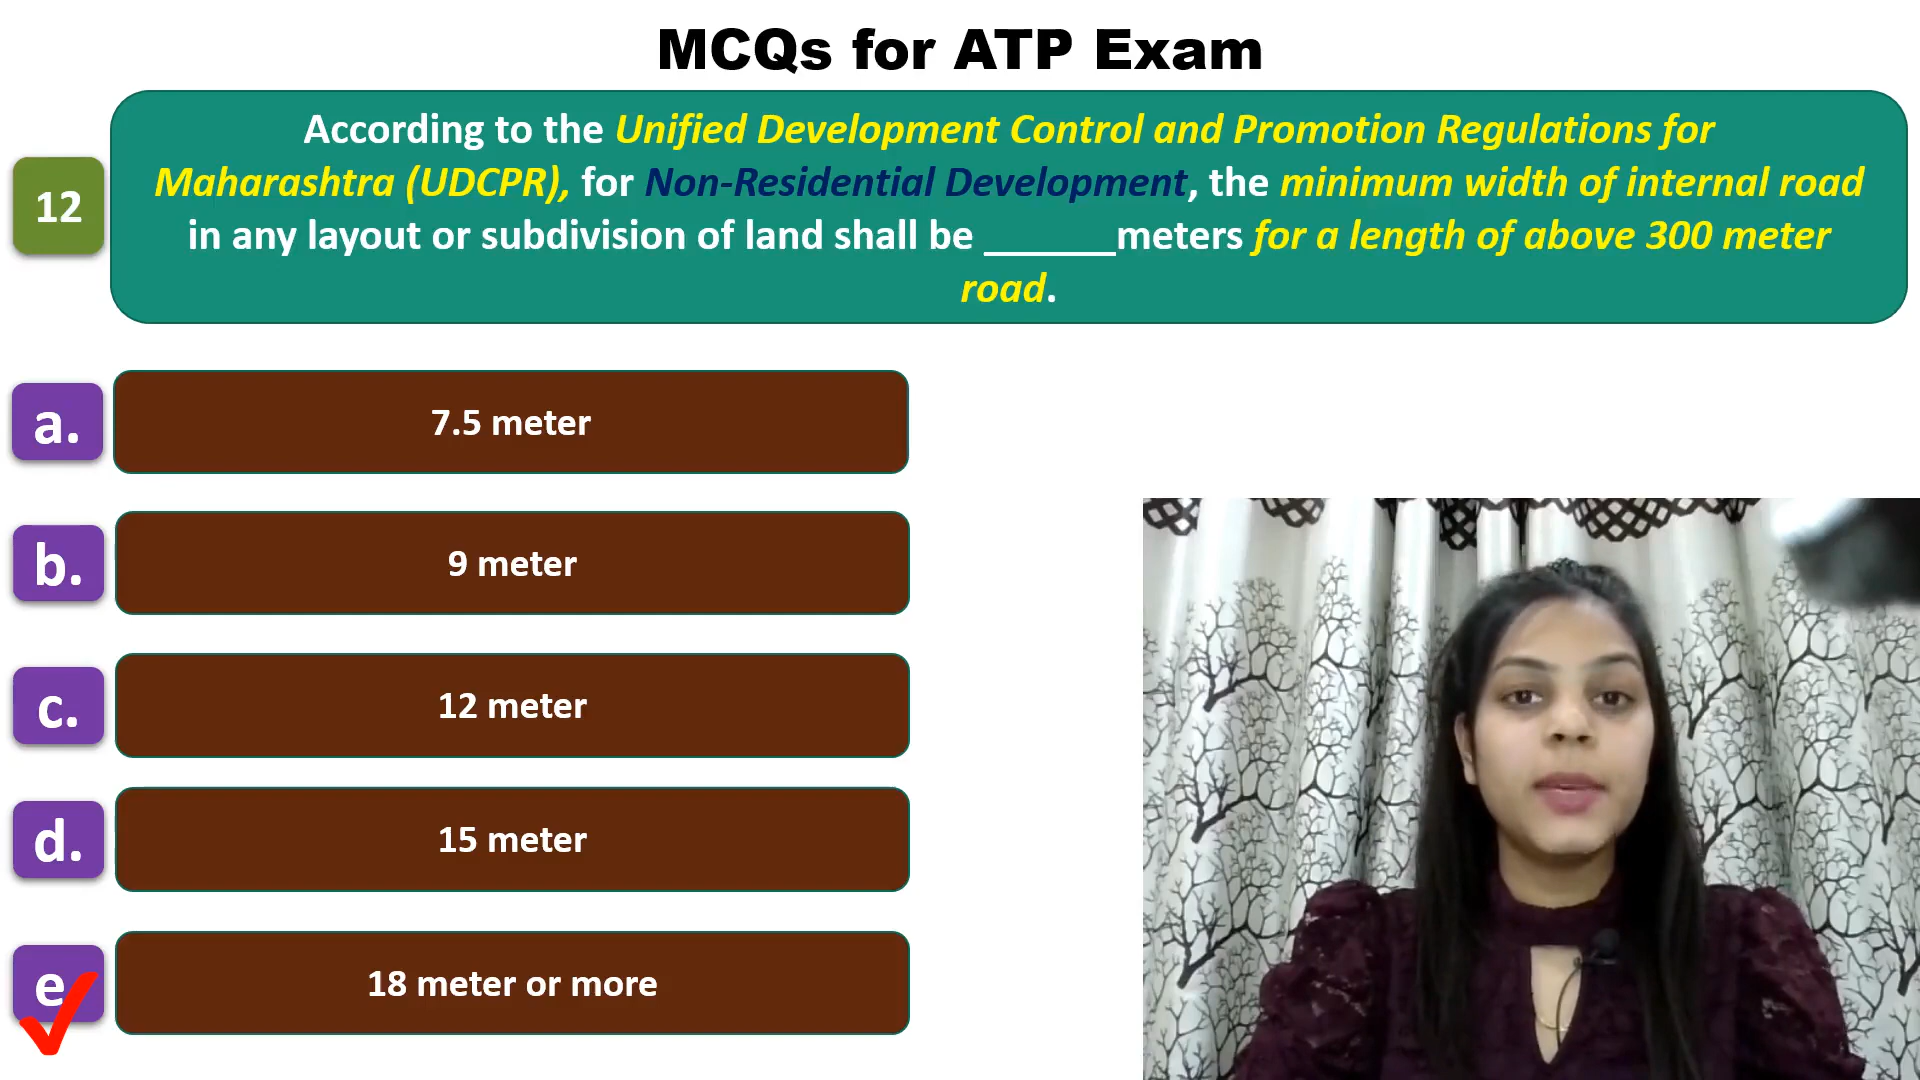 MCQs for ATP Exam
12
According to the Unified Development Control and Promotion Regulations for
Maharashtra (UDCPR), for Non-Residential Development, the minimum width of internal road
in any layout or subdivision of land shall be ______meters for a length of above 300 meter
road.
a. 7.5 meter
b. 9 meter
c. 12 meter
d. 15 meter
e. 18 meter or more